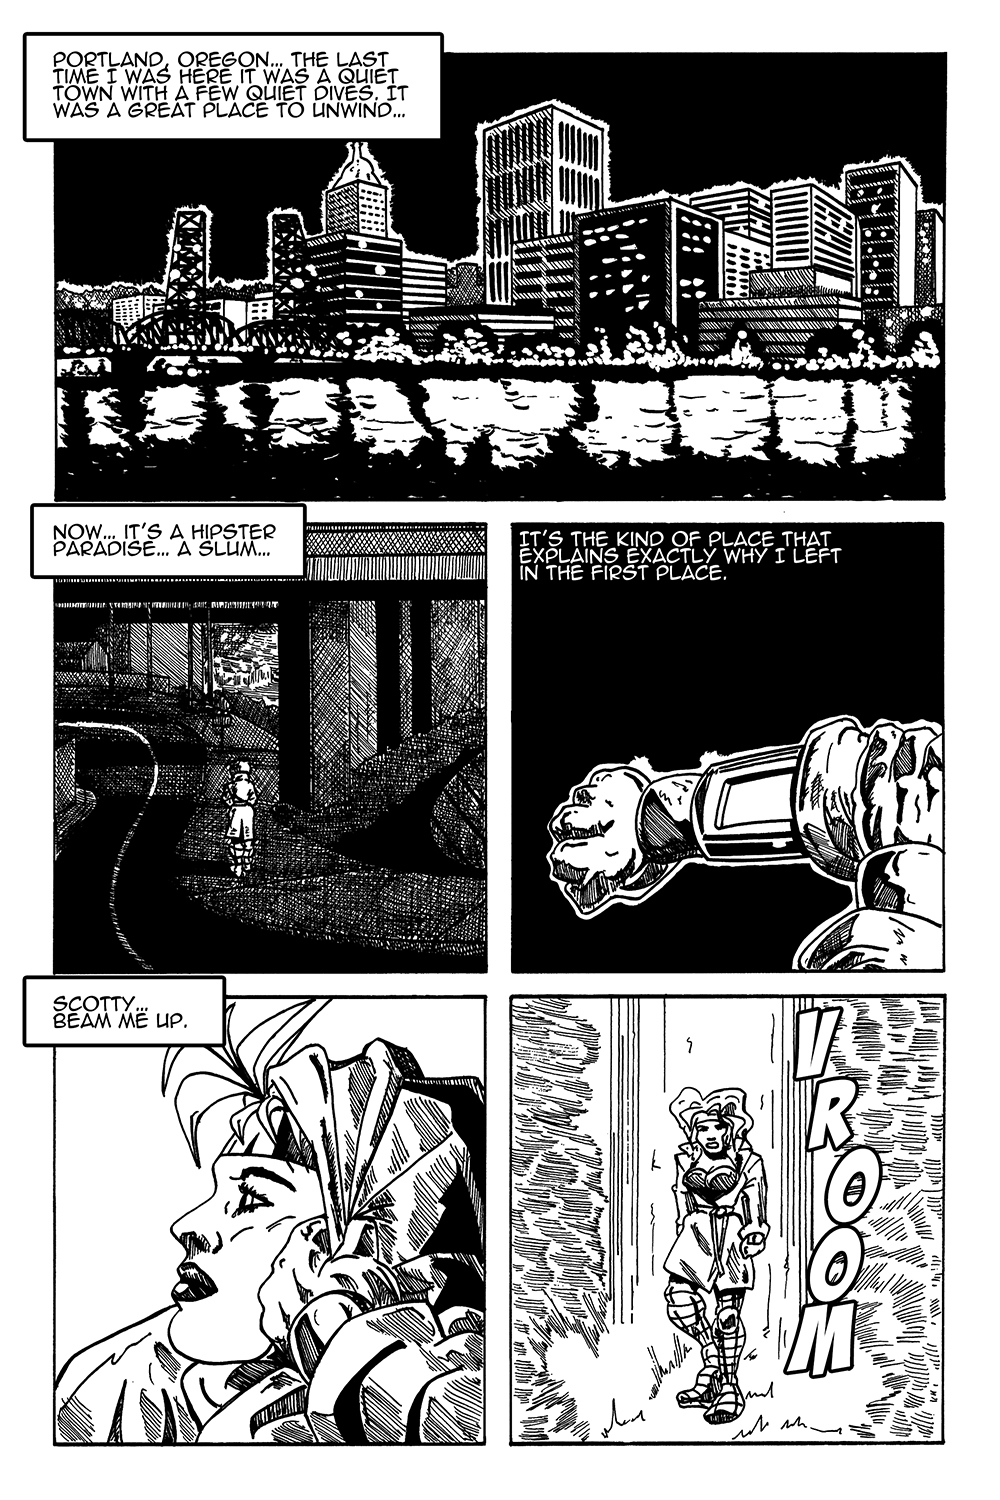 PORTLAND, OREGON... THE LAST
TIME I WAS HERE IT WAS A QUIET
TOWN WITH A FEW QUIET DIVES. IT
WAS A GREAT PLACE TO UNWIND...
NOW... IT'S A HIPSTER
PARADISE... A SLUM...
IT'S THE KIND OF PLACE THAT
EXPLAINS EXACTLY WHY I LEFT
IN THE FIRST PLACE.
SCOTTY...
BEAM ME UP.
VROOOM